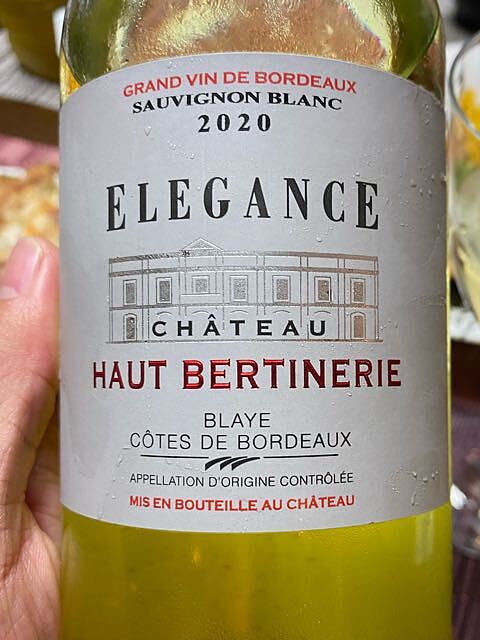 GRAND VIN DE BORDEAUX
SAUVIGNON BLANC
2020
ELEGANCE
CHÂTEAU
HAUT BERTINERIE
BLAYE
CÔTES DE BORDEAUX
APPELLATION D'ORIGINE CONTRÔLÉE
MIS EN BOUTEILLE AU CHÂTEAU